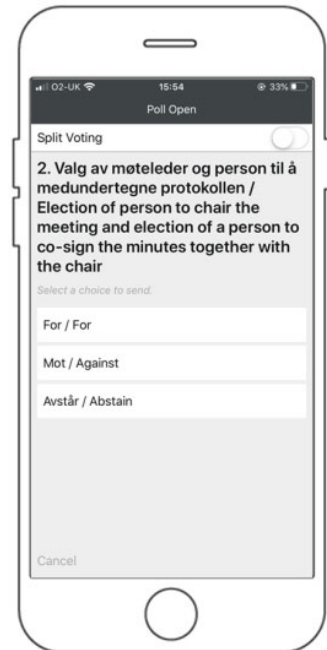 O2-UK 15:54 33%
Poll Open
Split Voting
2. Valg av møteleder og person til å
medundertegne protokollen /
Election of person to chair the
meeting and election of a person to
co-sign the minutes together with
the chair
Select a choice to send.
For / For
Mot / Against
Avstår / Abstain
Cancel